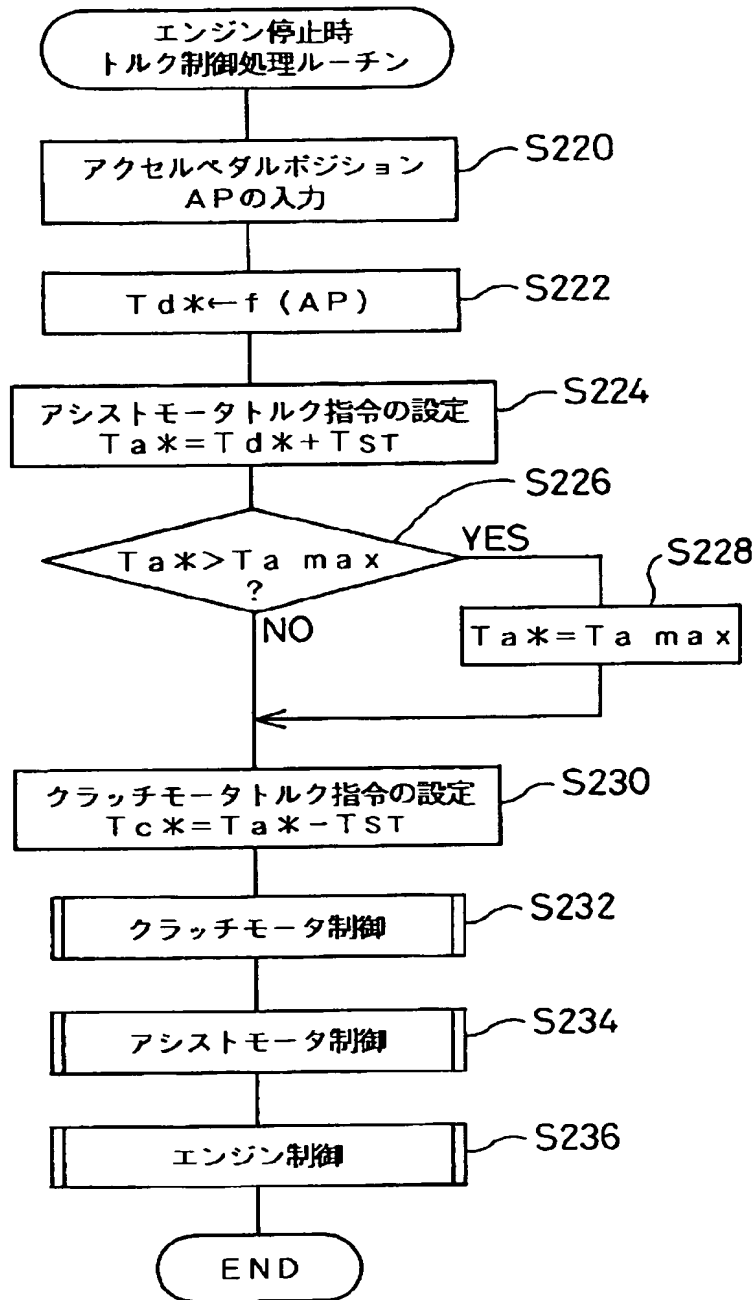 エンジン停止時
トルク制御処理ルーチン
アクセルペダルポジション
APの入力
S220
Td*←f(AP)
S222
アシストモータトルク指令の設定
Ta*=Td*+TST
S224
Ta*>Ta max
?
S226
YES
NO
Ta*=Ta max
S228
クラッチモータトルク指令の設定
Tc*=Ta*-TST
S230
クラッチモータ制御
S232
アシストモータ制御
S234
エンジン制御
S236
END